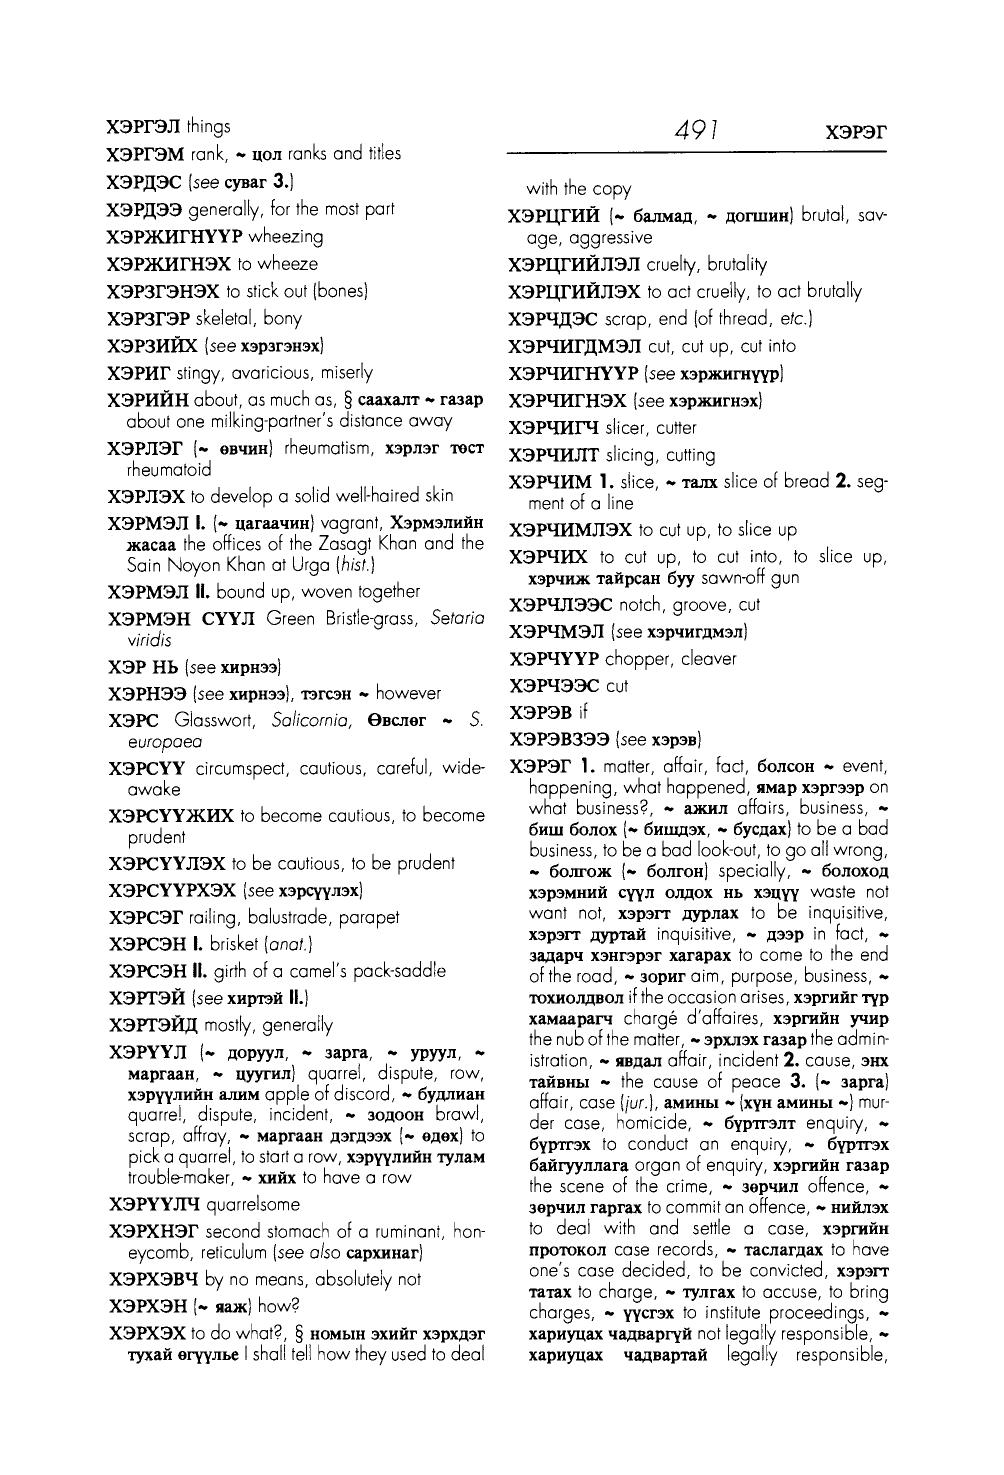 ХЭРГЭЛ things
ХЭРГЭМ rank, ~ цол ranks and titles
ХЭРДЭС (see суваг 3.)
ХЭРДЭЭ generally, for the most part
ХЭРЖИГНҮҮР wheezing
ХЭРЖИГНЭХ to wheeze
ХЭРЗГЭНЭХ to stick out (bones)
ХЭРЗГЭР skeletal, bony
ХЭРЗИЙХ (see хэрзгэнэх)
ХЭРИГ stingy, avaricious, miserly
ХЭРИЙН about, as much as, § саахалт ~ газар
about one milking-partner's distance away
ХЭРЛЭГ (~ өвчин) rheumatism, хэрлэг төст
rheumatoid
ХЭРЛЭХ to develop a solid well-haired skin
ХЭРМЭЛ I. (~ цагаачин) vagrant, Хэрмэлийн
жасаа the offices of the Zasagt Khan and the
Sain Noyon Khan at Urga (hist.)
ХЭРМЭЛ II. bound up, woven together
ХЭРМЭН СҮҮЛ Green Bristle-grass, Setaria
viridis
ХЭР НЬ (see хирнээ)
ХЭРНЭЭ (see хирнээ), тэгсэн ~ however
ХЭРС Glasswort, Salicornia, Өвслөг ~ S.
europaea
ХЭРСҮҮ circumspect, cautious, careful, wide-
awake
ХЭРСҮҮЖИХ to become cautious, to become
prudent
ХЭРСҮҮЛЭХ to be cautious, to be prudent
ХЭРСҮҮРХЭХ (see хэрсүүлэх)
ХЭРСЭГ railing, balustrade, parapet
ХЭРСЭН I. brisket (anat.)
ХЭРСЭН II. girth of a camel's pack-saddle
ХЭРТЭЙ (see хиртэй II.)
ХЭРТЭЙД mostly, generally
ХЭРҮҮЛ (~ доруул, ~ зарга, ~ уруул, ~
маргаан, ~ цуугил) quarrel, dispute, row,
хэрүүлийн алим apple of discord, ~ будлиан
quarrel, dispute, incident, ~ зодоон brawl,
scrap, affray, ~ маргаан дэгдээх (~ өдөх) to
pick a quarrel, to start a row, хэрүүлийн тулам
trouble-maker, ~ хийх to have a row
ХЭРҮҮЛЧ quarrelsome
ХЭРХНЭГ second stomach of a ruminant, hon-
eycomb, reticulum (see also сархинаг)
ХЭРХЭВЧ by no means, absolutely not
ХЭРХЭН (~ яаж) how?
ХЭРХЭХ to do what?, § номын эхийг хэрхдэг
тухай өгүүлье I shall tell how they used to deal
491 ХЭРЭГ
with the copy
ХЭРЦГИЙ (~ балмад, ~ догшин) brutal, sav-
age, aggressive
ХЭРЦГИЙЛЭЛ cruelty, brutality
ХЭРЦГИЙЛЭХ to act cruelly, to act brutally
ХЭРЧДЭС scrap, end (of thread, etc.)
ХЭРЧИГДМЭЛ cut, cut up, cut into
ХЭРЧИГНҮҮР (see хэржигнүүр)
ХЭРЧИГНЭХ (see хэржигнэх)
ХЭРЧИГЧ slicer, cutter
ХЭРЧИЛТ slicing, cutting
ХЭРЧИМ 1. slice, ~ талх slice of bread 2. seg-
ment of a line
ХЭРЧИМЛЭХ to cut up, to slice up
ХЭРЧИХ to cut up, to cut into, to slice up,
хэрчиж тайрсан буу sawn-off gun
ХЭРЧЛЭЭС notch, groove, cut
ХЭРЧМЭЛ (see хэрчигдмэл)
ХЭРЧҮҮР chopper, cleaver
ХЭРЧЭЭС cut
ХЭРЭВ if
ХЭРЭВЗЭЭ (see хэрэв)
ХЭРЭГ 1. matter, affair, fact, болсон ~ event,
happening, what happened, ямар хэргээр on
what business?, ~ ажил affairs, business, ~
биш болох (~ бишдэх, ~ бусдах) to be a bad
business, to be a bad look-out, to go all wrong,
~ болгож (~ болгон) specially, ~ болоход
хэрэмний сүүл олдох нь хэцүү waste not
want not, хэрэгт дурлах to be inquisitive,
хэрэгт дуртай inquisitive, ~ дээр in fact, ~
задарч хэнгэрэг хагарах to come to the end
of the road, ~ зориг aim, purpose, business, ~
тохиолдвол if the occasion arises, хэргийг түр
хамаарагч chargé d'affaires, хэргийн учир
the nub of the matter, ~ эрхлэх газар the admin-
istration, ~ явдал affair, incident 2. cause, энх
тайвны ~ the cause of peace 3. (~ зарга)
affair, case (jur.), амины ~ (хүн амины ~) mur-
der case, homicide, ~ бүртгэлт enquiry, ~
бүртгэх to conduct an enquiry, ~ бүртгэх
байгууллага organ of enquiry, хэргийн газар
the scene of the crime, ~ зөрчил offence, ~
зөрчил гаргах to commit an offence, ~ нийлэх
to deal with and settle a case, хэргийн
протокол case records, ~ таслагдах to have
one's case decided, to be convicted, хэрэгт
татах to charge, ~ тулгах to accuse, to bring
charges, ~ үүсгэх to institute proceedings, ~
хариуцах чадваргүй not legally responsible, ~
хариуцах чадвартай legally responsible,